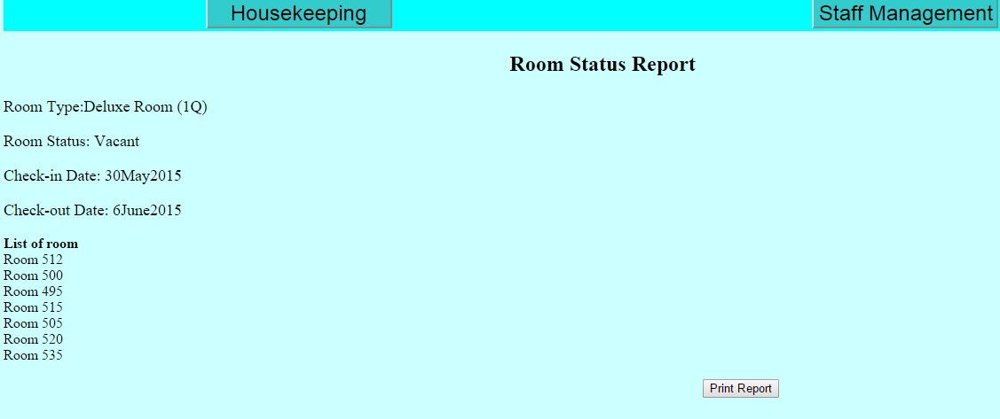 Housekeeping Staff Management
Room Status Report
Room Type:Deluxe Room (1Q)
Room Status: Vacant
Check-in Date: 30May2015
Check-out Date: 6June2015
List of room
Room 512
Room 500
Room 495
Room 515
Room 505
Room 520
Room 535
Print Report